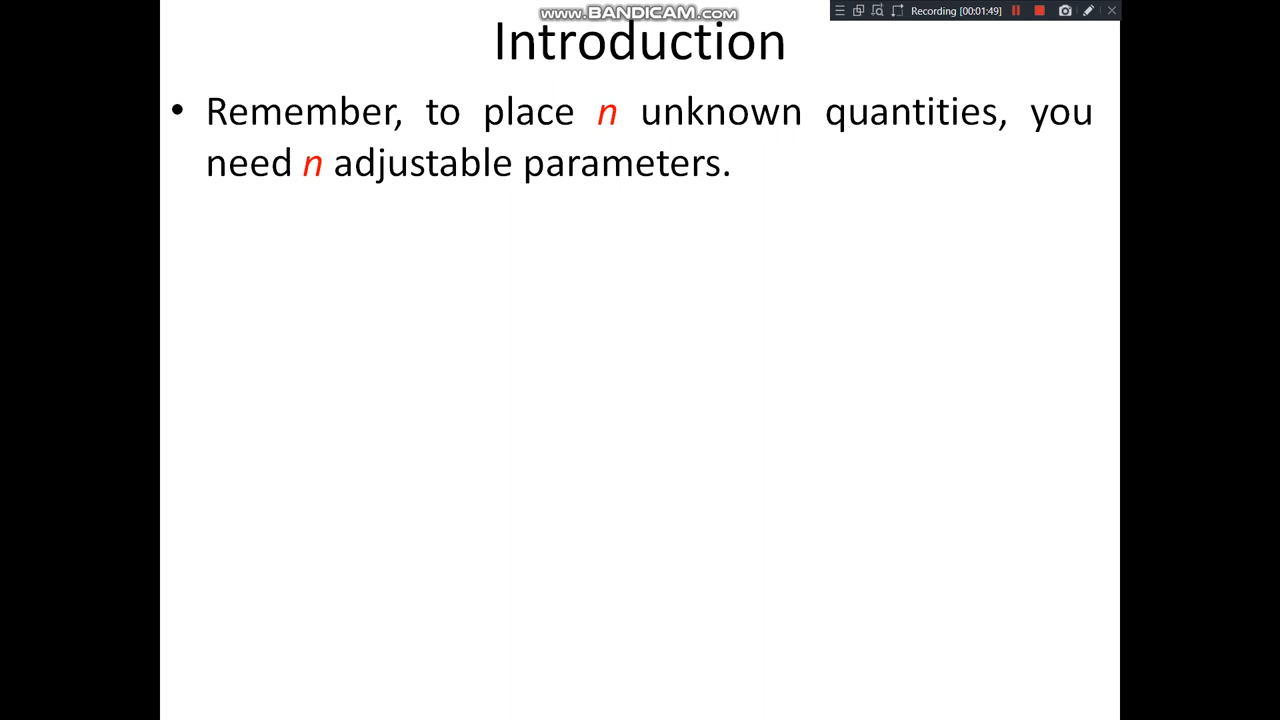 www.BANDICAM.com
Recording [00:01:49]
Introduction
• Remember, to place n unknown quantities, you
need n adjustable parameters.